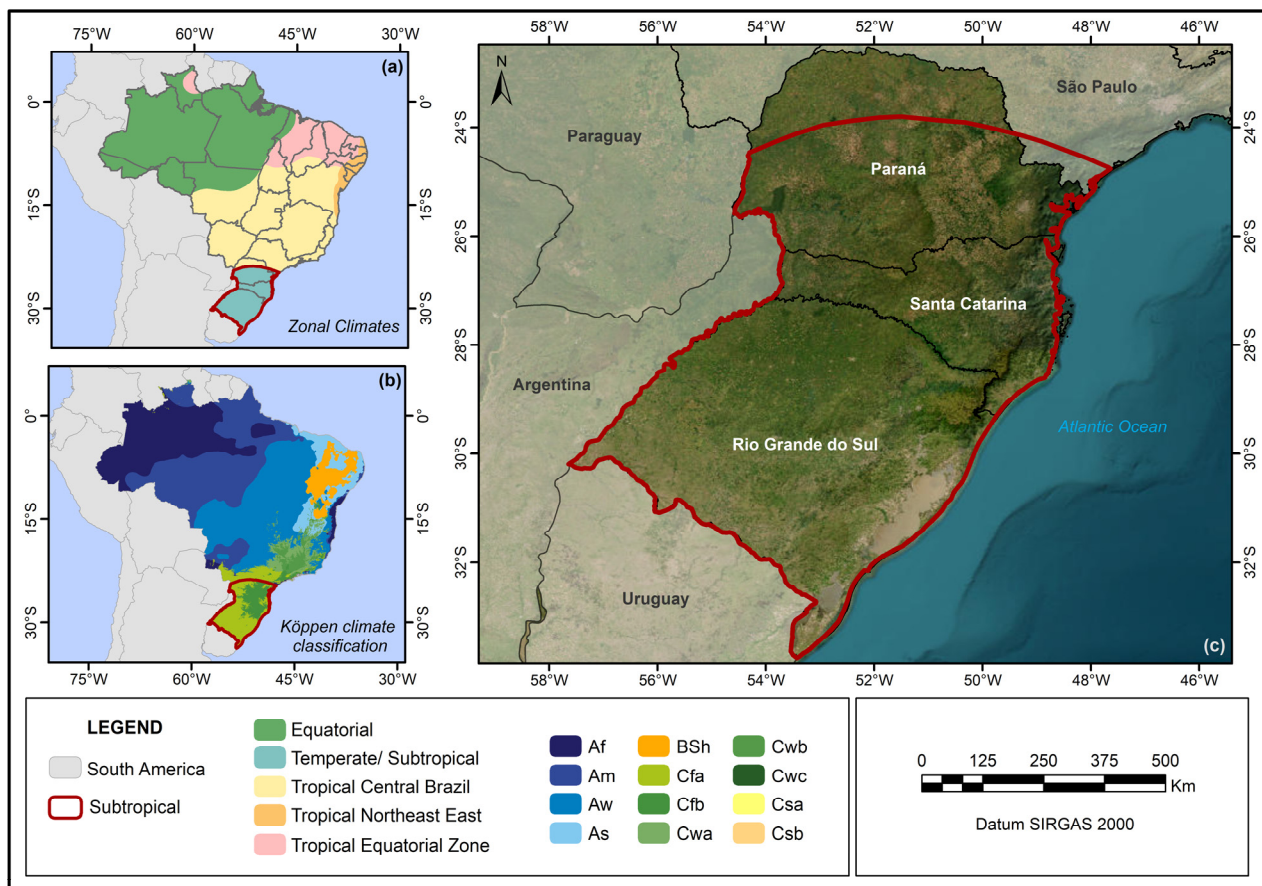 75°W 60°W 45°W 30°W
(a)
0°
15°S
30°S
Zonal Climates
(b)
0° 0°
15°S 15°S
30°S 30°S
Köppen climate
classification
75°W 60°W 45°W 30°W
58°W 56°W 54°W 52°W 50°W 48°W 46°W
N
São Paulo
24°S 24°S
Paraguay
Paraná
26°S 26°S
Santa Catarina
28°S 28°S
Argentina
Atlantic Ocean
Rio Grande do Sul
30°S 30°S
32°S 32°S
Uruguay
(c)
58°W 56°W 54°W 52°W 50°W 48°W 46°W
LEGEND
South America
Subtropical
Equatorial
Temperate/ Subtropical
Tropical Central Brazil
Tropical Northeast East
Tropical Equatorial Zone
Af BSh Cwb
Am Cfa Cwc
Aw Cfb Csa
As Cwa Csb
0 125 250 375 500
Km
Datum SIRGAS 2000